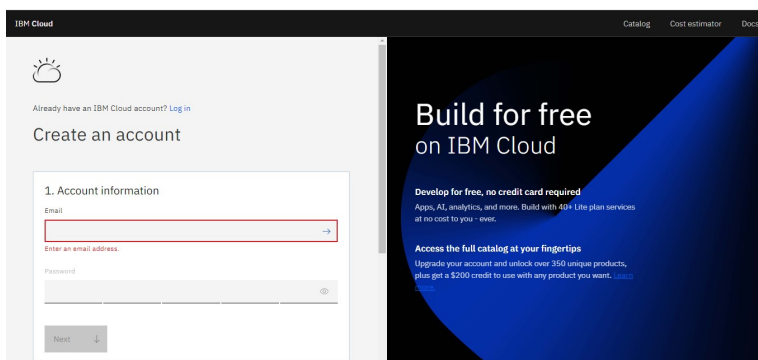 IBM Cloud
Catalog
Cost estimator
Docs
Already have an IBM Cloud account? Log in
Create an account
1. Account information
Email
Enter an email address.
Password
Next
Build for free
on IBM Cloud
Develop for free, no credit card required
Apps, AI, analytics, and more. Build with 40+ Lite plan services
at no cost to you - ever.
Access the full catalog at your fingertips
Upgrade your account and unlock over 350 unique products,
plus get a $200 credit to use with any product you want. Learn
more.